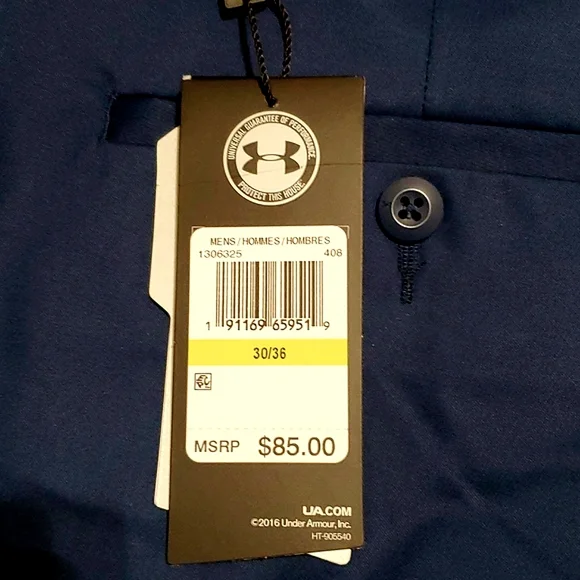 UNIVERSAL GUARANTEE OF PERFORMANCE
PROTECT THIS HOUSE
MENS/HOMMES/HOMBRES
1306325 408
1 91169 65951 9
30/36
MSRP $85.00
UA.COM
©2016 Under Armour, Inc.
HT-905540